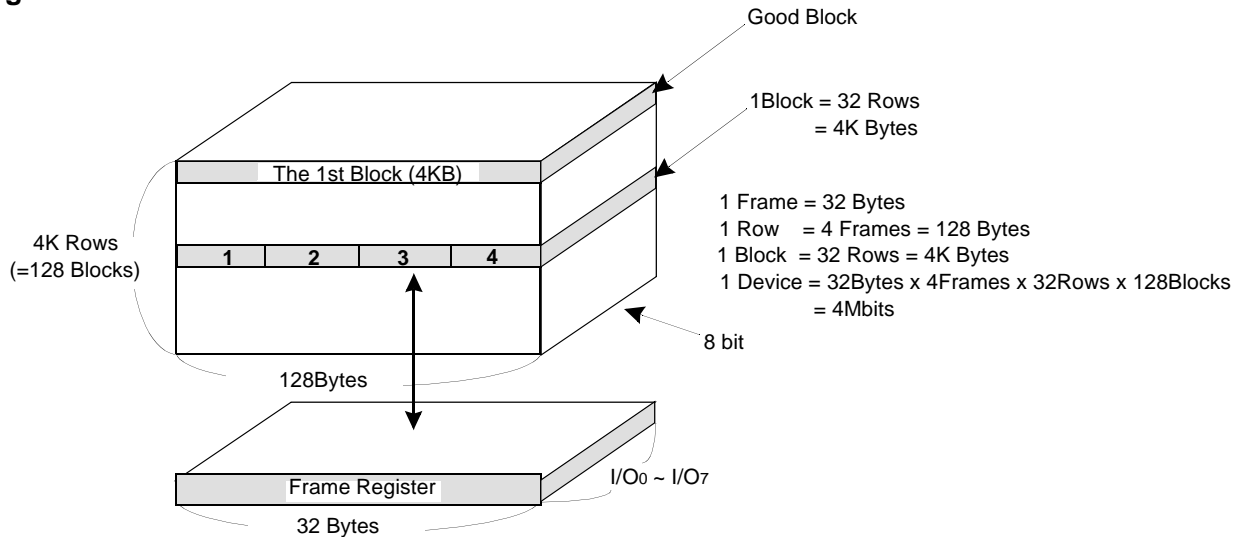 g
Good Block
1Block = 32 Rows
= 4K Bytes
The 1st Block (4KB)
1 Frame = 32 Bytes
1 Row = 4 Frames = 128 Bytes
1 Block = 32 Rows = 4K Bytes
1 Device = 32Bytes x 4Frames x 32Rows x 128Blocks
= 4Mbits
4K Rows
(=128 Blocks)
1 2 3 4
8 bit
128Bytes
I/O0 ~ I/O7
Frame Register
32 Bytes